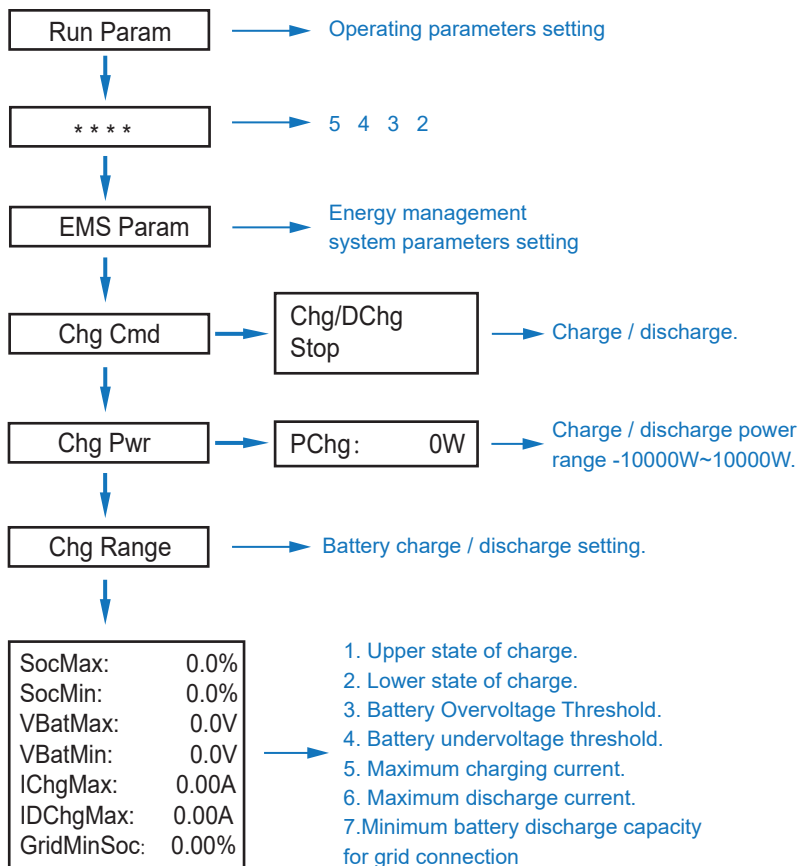 Run Param
Operating parameters setting
* * * *
5 4 3 2
EMS Param
Energy management
system parameters setting
Chg Cmd
Chg/DChg
Stop
Charge / discharge.
Chg Pwr
PChg: 0W
Charge / discharge power
range -10000W~10000W.
Chg Range
Battery charge / discharge setting.
SocMax: 0.0%
SocMin: 0.0%
VBatMax: 0.0V
VBatMin: 0.0V
IChgMax: 0.00A
IDChgMax: 0.00A
GridMinSoc: 0.00%
1. Upper state of charge.
2. Lower state of charge.
3. Battery Overvoltage Threshold.
4. Battery undervoltage threshold.
5. Maximum charging current.
6. Maximum discharge current.
7.Minimum battery discharge capacity
for grid connection